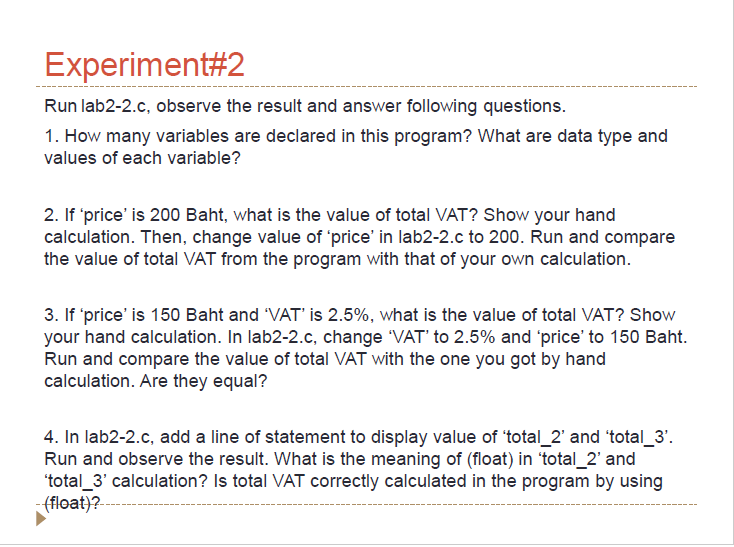 Experiment#2
Run lab2-2.c, observe the result and answer following questions.
1. How many variables are declared in this program? What are data type and
values of each variable?
2. If ‘price’ is 200 Baht, what is the value of total VAT? Show your hand
calculation. Then, change value of ‘price’ in lab2-2.c to 200. Run and compare
the value of total VAT from the program with that of your own calculation.
3. If ‘price’ is 150 Baht and ‘VAT’ is 2.5%, what is the value of total VAT? Show
your hand calculation. In lab2-2.c, change ‘VAT’ to 2.5% and ‘price’ to 150 Baht.
Run and compare the value of total VAT with the one you got by hand
calculation. Are they equal?
4. In lab2-2.c, add a line of statement to display value of ‘total_2’ and ‘total_3’.
Run and observe the result. What is the meaning of (float) in ‘total_2’ and
‘total_3’ calculation? Is total VAT correctly calculated in the program by using
(float)?